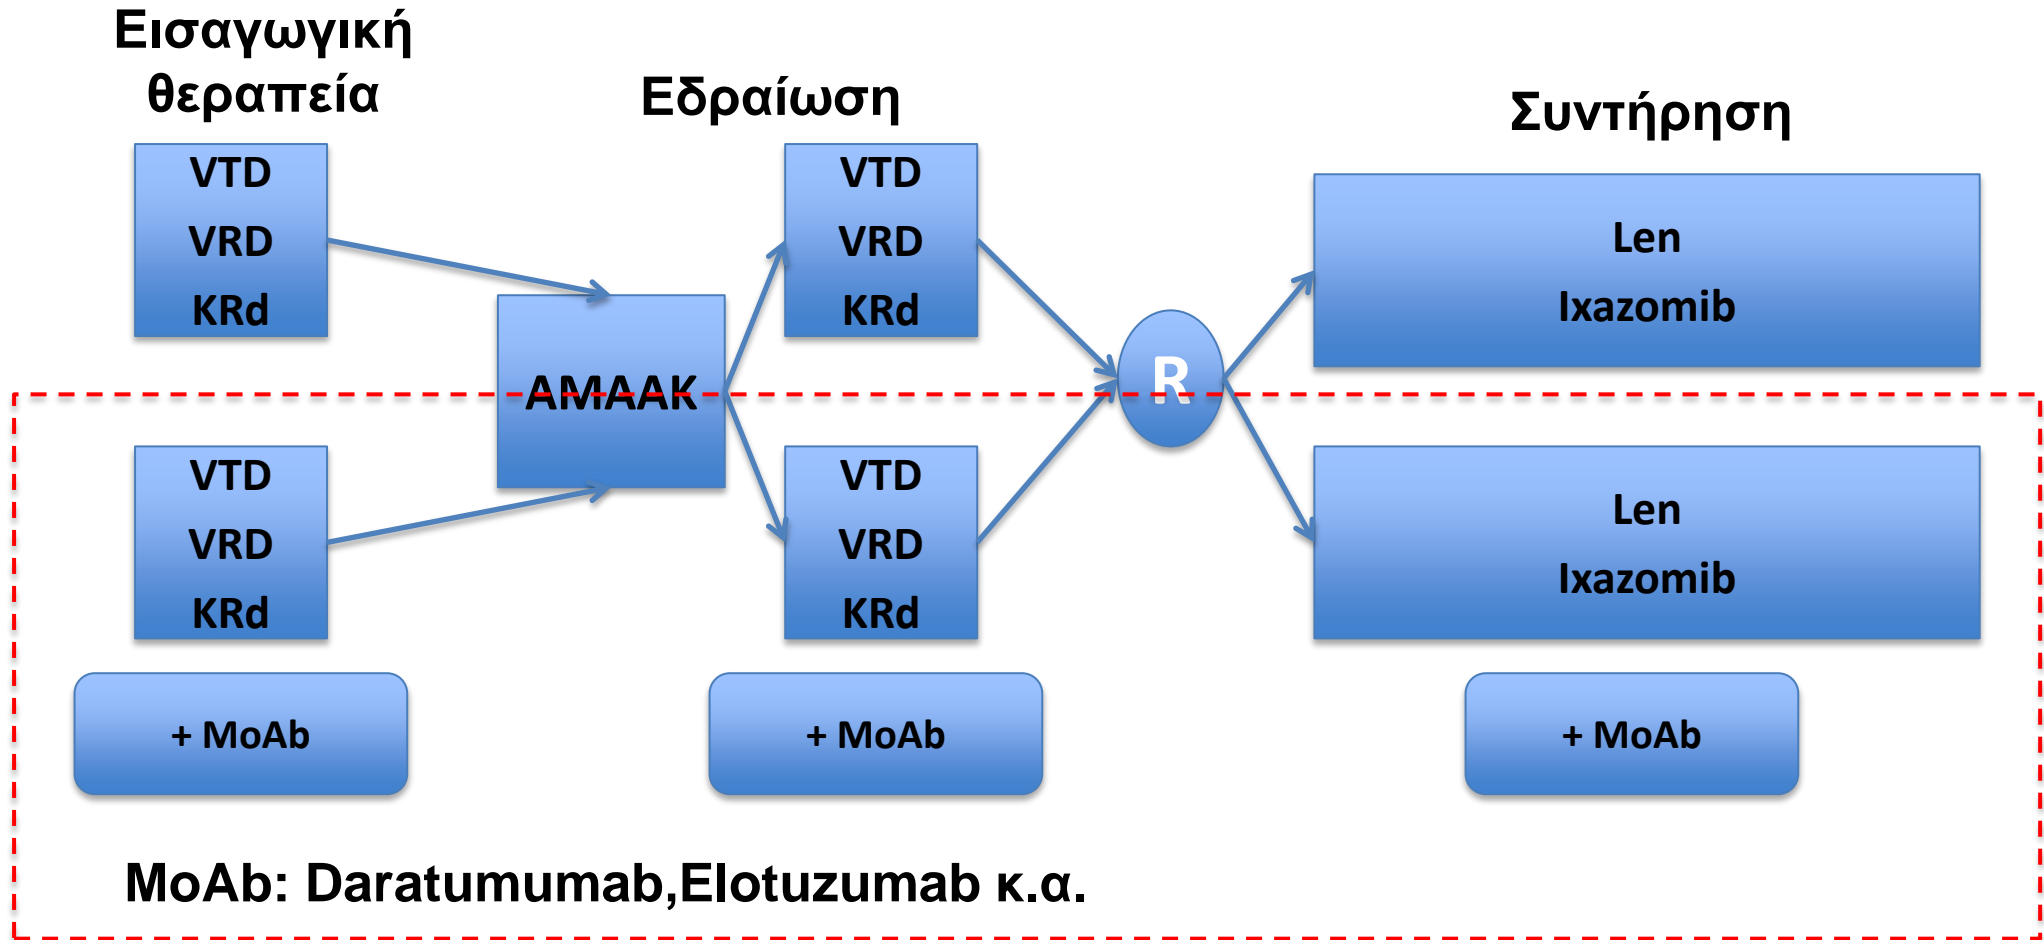 Εισαγωγική
θεραπεία
Εδραίωση
Συντήρηση
VTD
VRD
KRd
VTD
VRD
KRd
Len
Ixazomib
ΑΜΑΑΚ
R
VTD
VRD
KRd
VTD
VRD
KRd
Len
Ixazomib
+ MoAb
+ MoAb
+ MoAb
MoAb: Daratumumab,Elotuzumab κ.α.